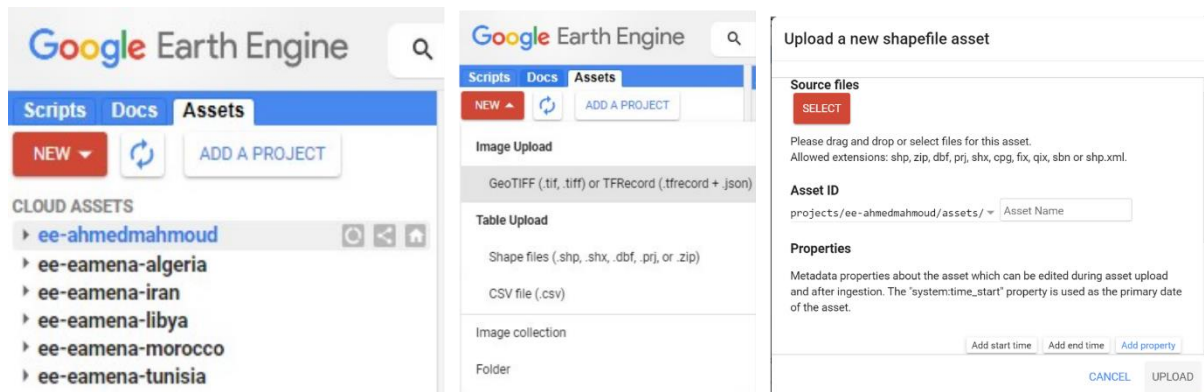 Google Earth Engine
Scripts Docs Assets
NEW ADD A PROJECT
CLOUD ASSETS
ee-ahmedmahmoud
ee-eamena-algeria
ee-eamena-iran
ee-eamena-libya
ee-eamena-morocco
ee-eamena-tunisia
Google Earth Engine
Scripts Docs Assets
NEW ADD A PROJECT
Image Upload
GeoTIFF (.tif, .tiff) or TFRecord (.tfrecord + .json)
Table Upload
Shape files (.shp, .shx, .dbf, .prj, or .zip)
CSV file (.csv)
Image collection
Folder
Upload a new shapefile asset
Source files
SELECT
Please drag and drop or select files for this asset.
Allowed extensions: shp, zip, dbf, prj, shx, cpg, fix, qix, sbn or shp.xml.
Asset ID
projects/ee-ahmedmahmoud/assets/ Asset Name
Properties
Metadata properties about the asset which can be edited during asset upload
and after ingestion. The "system:time_start" property is used as the primary date
of the asset.
Add start time Add end time Add property
CANCEL UPLOAD